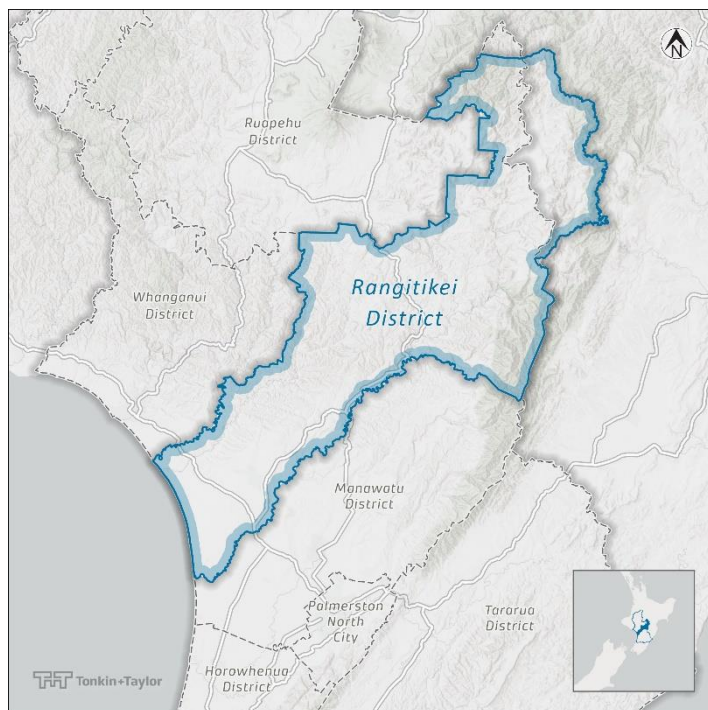 N
Ruapehu
District
Whanganui
District
Rangitikei
District
Manawatu
District
Palmerston
North
City
Tararua
District
Horowhenua
District
Tonkin+Taylor